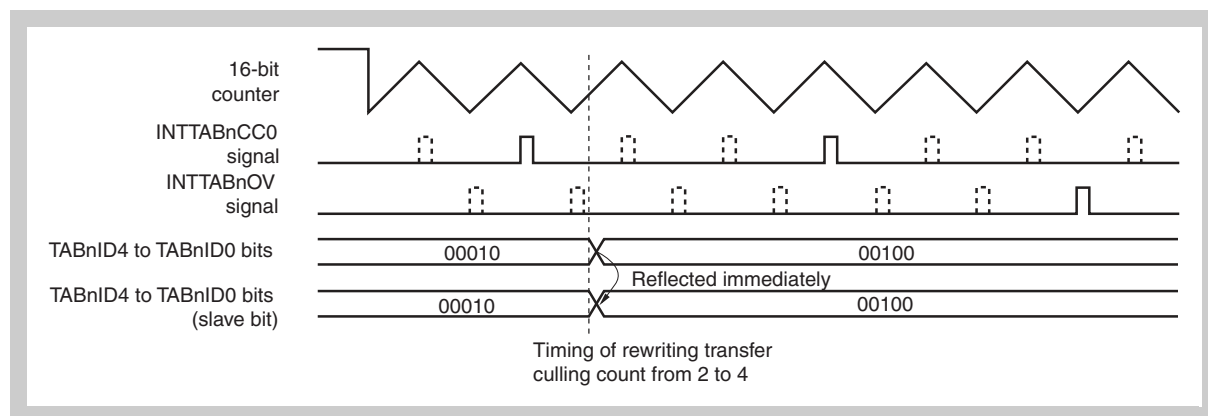 16-bit
counter
INTTABnCC0
signal
INTTABnOV
signal
TABnID4 to TABnID0 bits
00010
00100
Reflected immediately
TABnID4 to TABnID0 bits
(slave bit)
00010
00100
Timing of rewriting transfer
culling count from 2 to 4